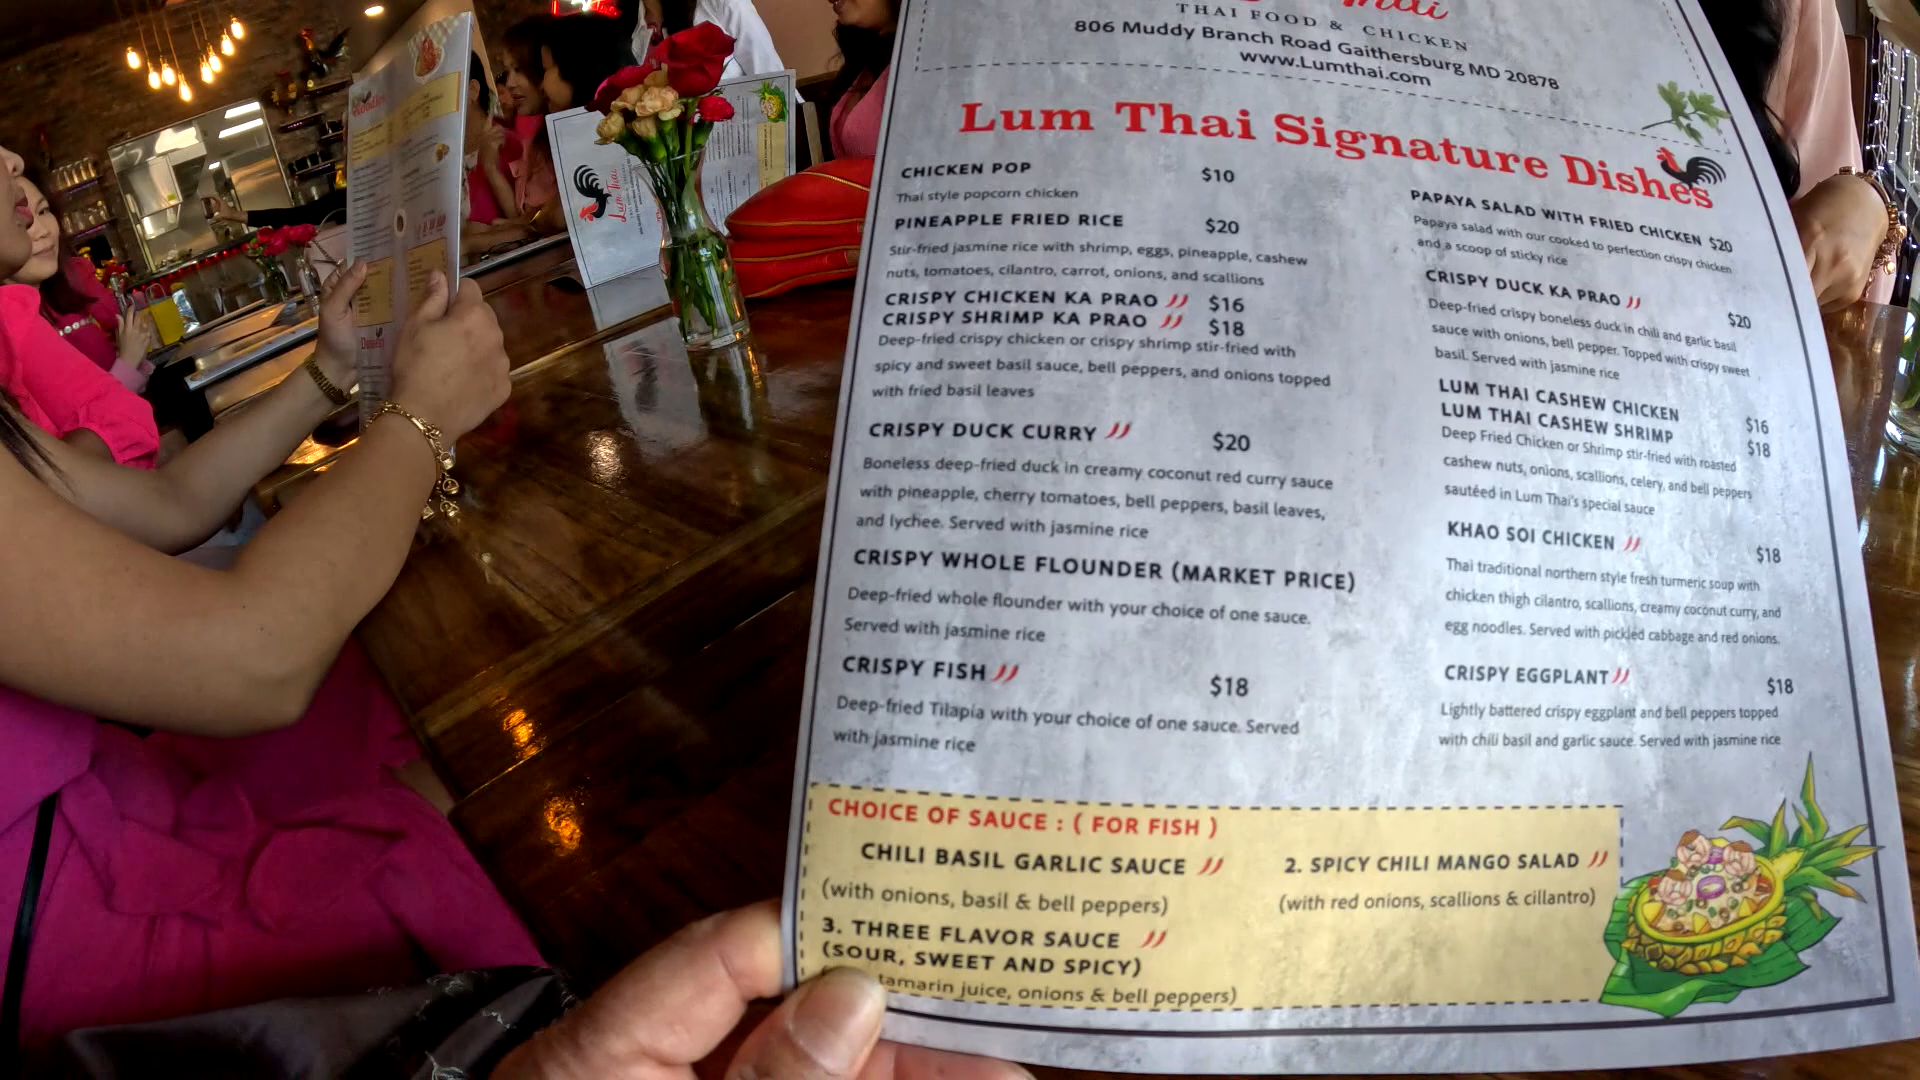 THAI FOOD & CHICKEN
806 Muddy Branch Road Gaithersburg MD 20878
www.Lumthai.com
Lum Thai Signature Dishes
CHICKEN POP $10
Thai style popcorn chicken
PINEAPPLE FRIED RICE $20
Stir-fried jasmine rice with shrimp, eggs, pineapple, cashew
nuts, tomatoes, cilantro, carrot, onions, and scallions
CRISPY CHICKEN KA PRAO $16
CRISPY SHRIMP KA PRAO $18
Deep-fried crispy chicken or crispy shrimp stir-fried with
spicy and sweet basil sauce, bell peppers, and onions topped
with fried basil leaves
CRISPY DUCK CURRY $20
Boneless deep-fried duck in creamy coconut red curry sauce
with pineapple, cherry tomatoes, bell peppers, basil leaves,
and lychee. Served with jasmine rice
CRISPY WHOLE FLOUNDER (MARKET PRICE)
Deep-fried whole flounder with your choice of one sauce.
Served with jasmine rice
CRISPY FISH $18
Deep-fried Tilapia with your choice of one sauce. Served
with jasmine rice
PAPAYA SALAD WITH FRIED CHICKEN $20
Papaya salad with our cooked to perfection crispy chicken
and a scoop of sticky rice
CRISPY DUCK KA PRAO $20
Deep-fried crispy boneless duck in chili and garlic basil
sauce with onions, bell pepper. Topped with crispy sweet
basil. Served with jasmine rice
LUM THAI CASHEW CHICKEN $16
LUM THAI CASHEW SHRIMP $18
Deep Fried Chicken or Shrimp stir-fried with roasted
cashew nuts, onions, scallions, celery, and bell peppers
sautéed in Lum Thai's special sauce
KHAO SOI CHICKEN $18
Thai traditional northern style fresh turmeric soup with
chicken thigh cilantro, scallions, creamy coconut curry, and
egg noodles. Served with pickled cabbage and red onions.
CRISPY EGGPLANT $18
Lightly battered crispy eggplant and bell peppers topped
with chili basil and garlic sauce. Served with jasmine rice
CHOICE OF SAUCE : ( FOR FISH )
CHILI BASIL GARLIC SAUCE
(with onions, basil & bell peppers)
2. SPICY CHILI MANGO SALAD
(with red onions, scallions & cillantro)
3. THREE FLAVOR SAUCE
(SOUR, SWEET AND SPICY)
tamarin juice, onions & bell peppers)
Lum Thai